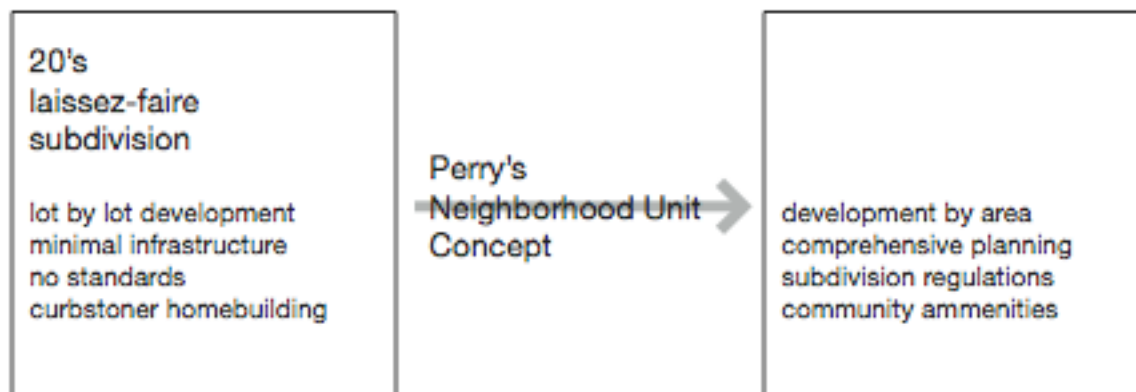 20's
laissez-faire
subdivision
lot by lot development
minimal infrastructure
no standards
curbstoner homebuilding
Perry's
Neighborhood Unit
Concept
development by area
comprehensive planning
subdivision regulations
community ammenities